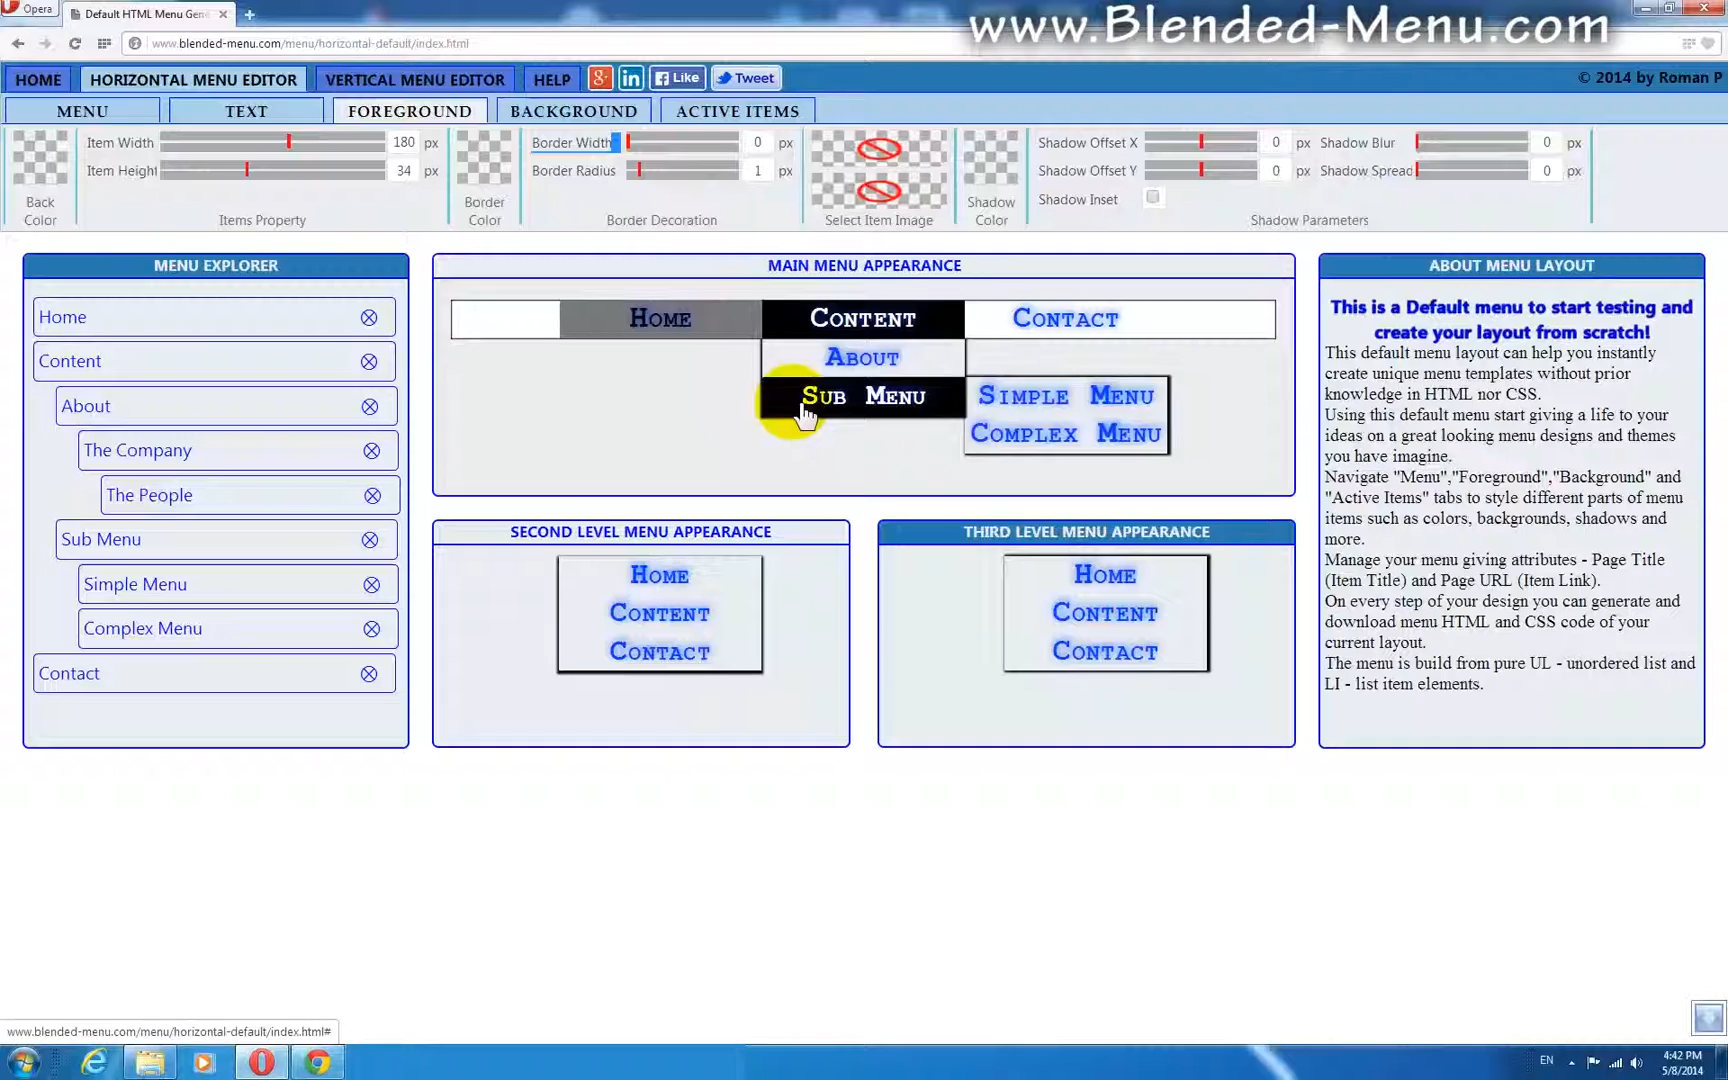 Opera
Default HTML Menu Gene
www.Blended-Menu.com
www.blended-menu.com/menu/horizontal-default/index.html
HOME HORIZONTAL MENU EDITOR VERTICAL MENU EDITOR HELP Like Tweet © 2014 by Roman P
MENU TEXT FOREGROUND BACKGROUND ACTIVE ITEMS
Item Width 180 px Border Width 0 px Shadow Offset X 0 px Shadow Blur 0 px
Item Height 34 px Border Radius 1 px Shadow Offset Y 0 px Shadow Spread 0 px
Shadow Inset
Back Color Items Property Border Color Border Decoration Select Item Image Shadow Color Shadow Parameters
MENU EXPLORER
Home
Content
About
The Company
The People
Sub Menu
Simple Menu
Complex Menu
Contact
MAIN MENU APPEARANCE
Home Content Contact
About
Sub Menu Simple Menu
Complex Menu
SECOND LEVEL MENU APPEARANCE
Home
Content
Contact
THIRD LEVEL MENU APPEARANCE
Home
Content
Contact
ABOUT MENU LAYOUT
This is a Default menu to start testing and
create your layout from scratch!
This default menu layout can help you instantly
create unique menu templates without prior
knowledge in HTML nor CSS.
Using this default menu start giving a life to your
ideas on a great looking menu designs and themes
you have imagine.
Navigate "Menu","Foreground","Background" and
"Active Items" tabs to style different parts of menu
items such as colors, backgrounds, shadows and
more.
Manage your menu giving attributes - Page Title
(Item Title) and Page URL (Item Link).
On every step of your design you can generate and
download menu HTML and CSS code of your
current layout.
The menu is build from pure UL - unordered list and
LI - list item elements.
www.blended-menu.com/menu/horizontal-default/index.html#
EN 4:42 PM
5/8/2014